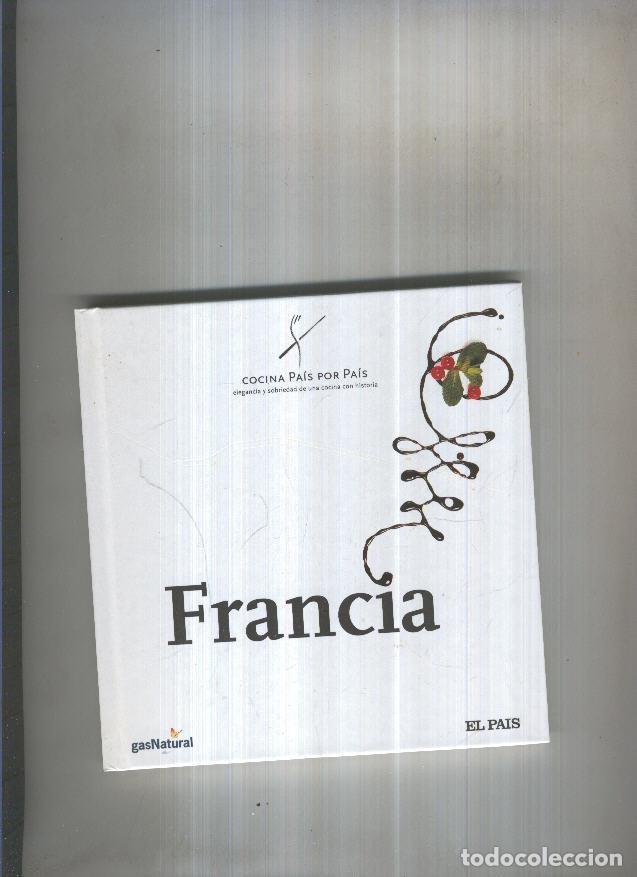 COCINA PAÍS POR PAÍS
elegancia y sobriedad de una cocina con historia
Francia
gasNatural
EL PAIS
todocoleccion